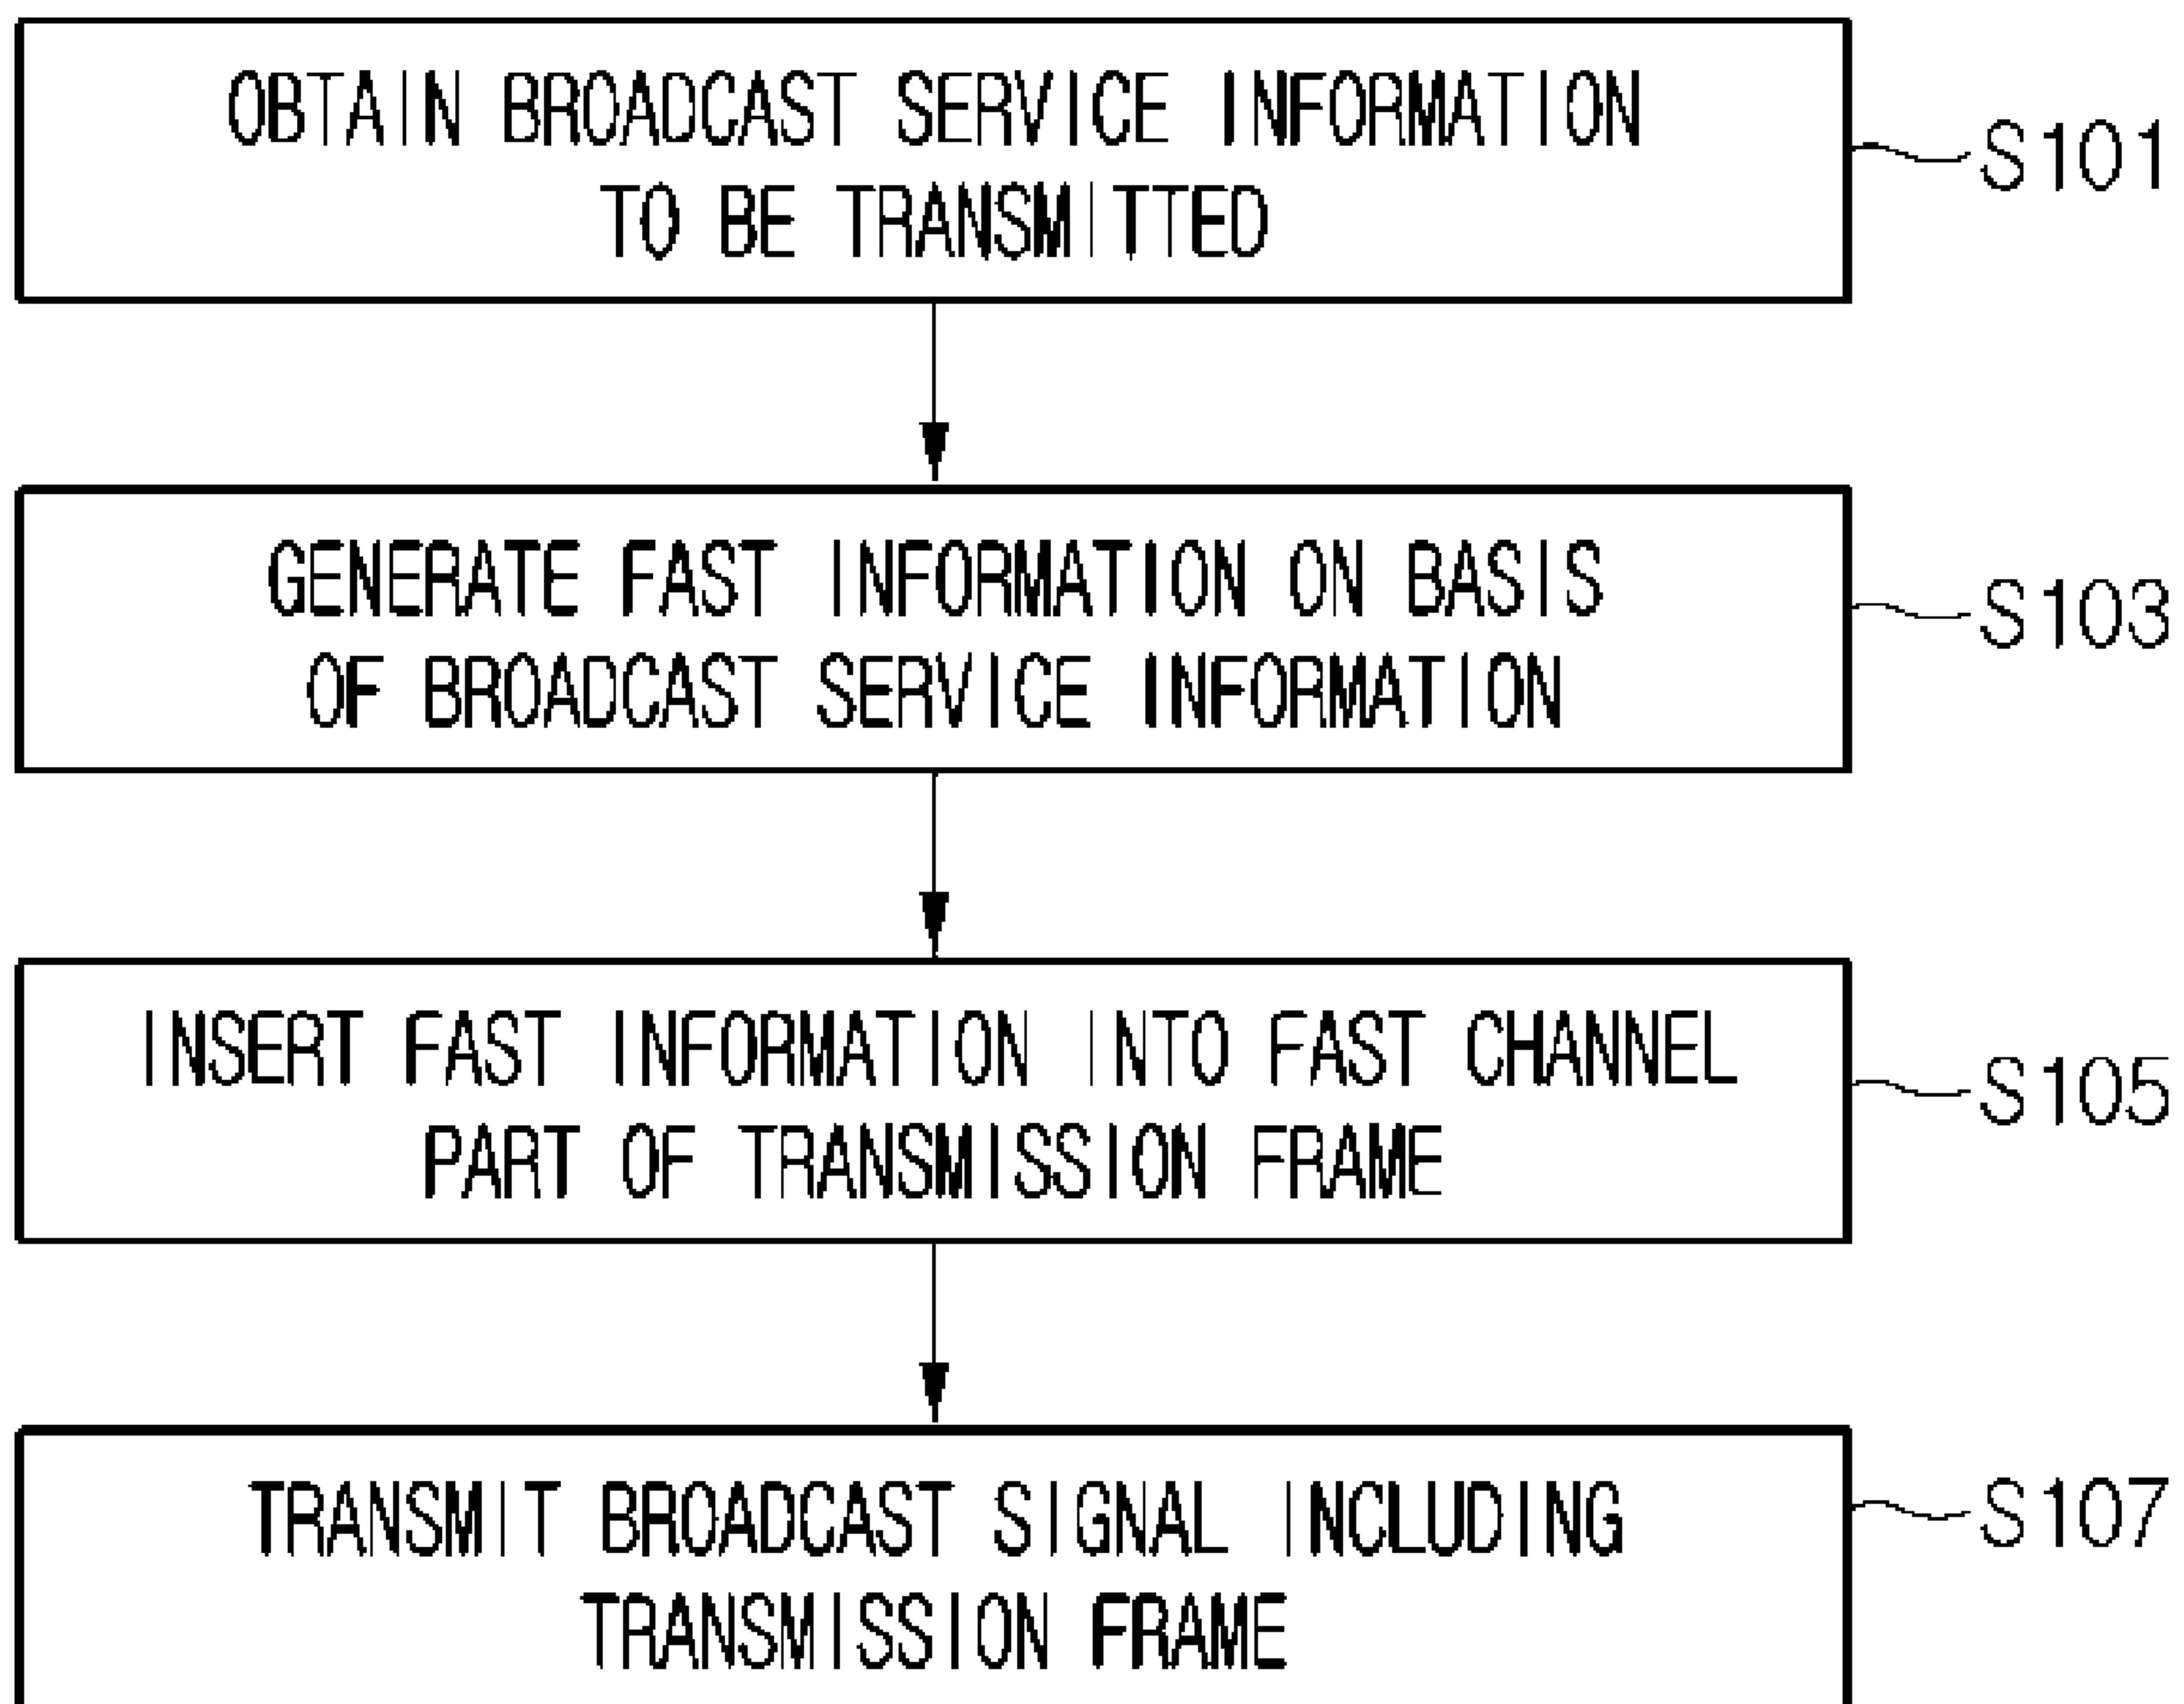 OBTAIN BROADCAST SERVICE INFORMATION
TO BE TRANSMITTED
S101
GENERATE FAST INFORMATION ON BASIS
OF BROADCAST SERVICE INFORMATION
S103
INSERT FAST INFORMATION INTO FAST CHANNEL
PART OF TRANSMISSION FRAME
S105
TRANSMIT BROADCAST SIGNAL INCLUDING
TRANSMISSION FRAME
S107